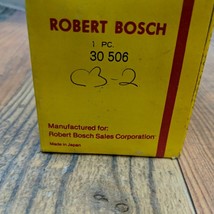 ROBERT BOSCH
1 PC.
30 506
C3-2
Manufactured for:
Robert Bosch Sales Corporation
Made in Japan